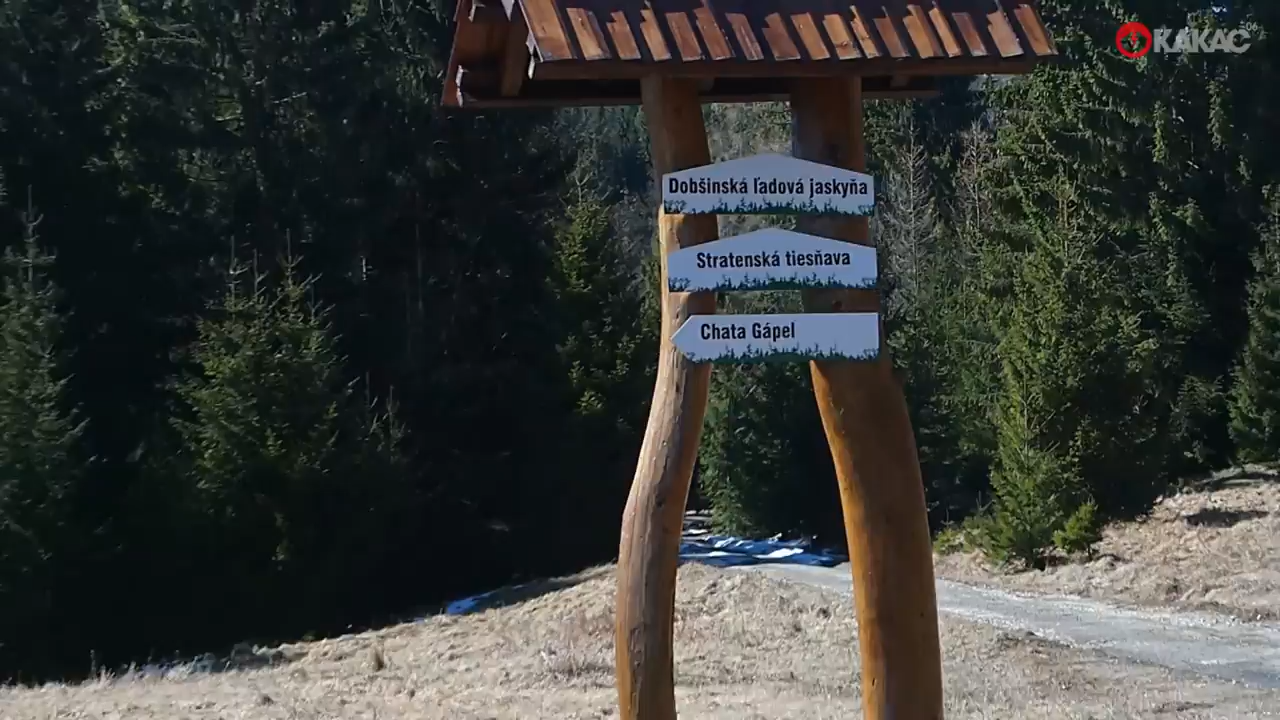 KAKAC
Dobšinská ľadová jaskyňa
Stratenská tiesňava
Chata Gápel